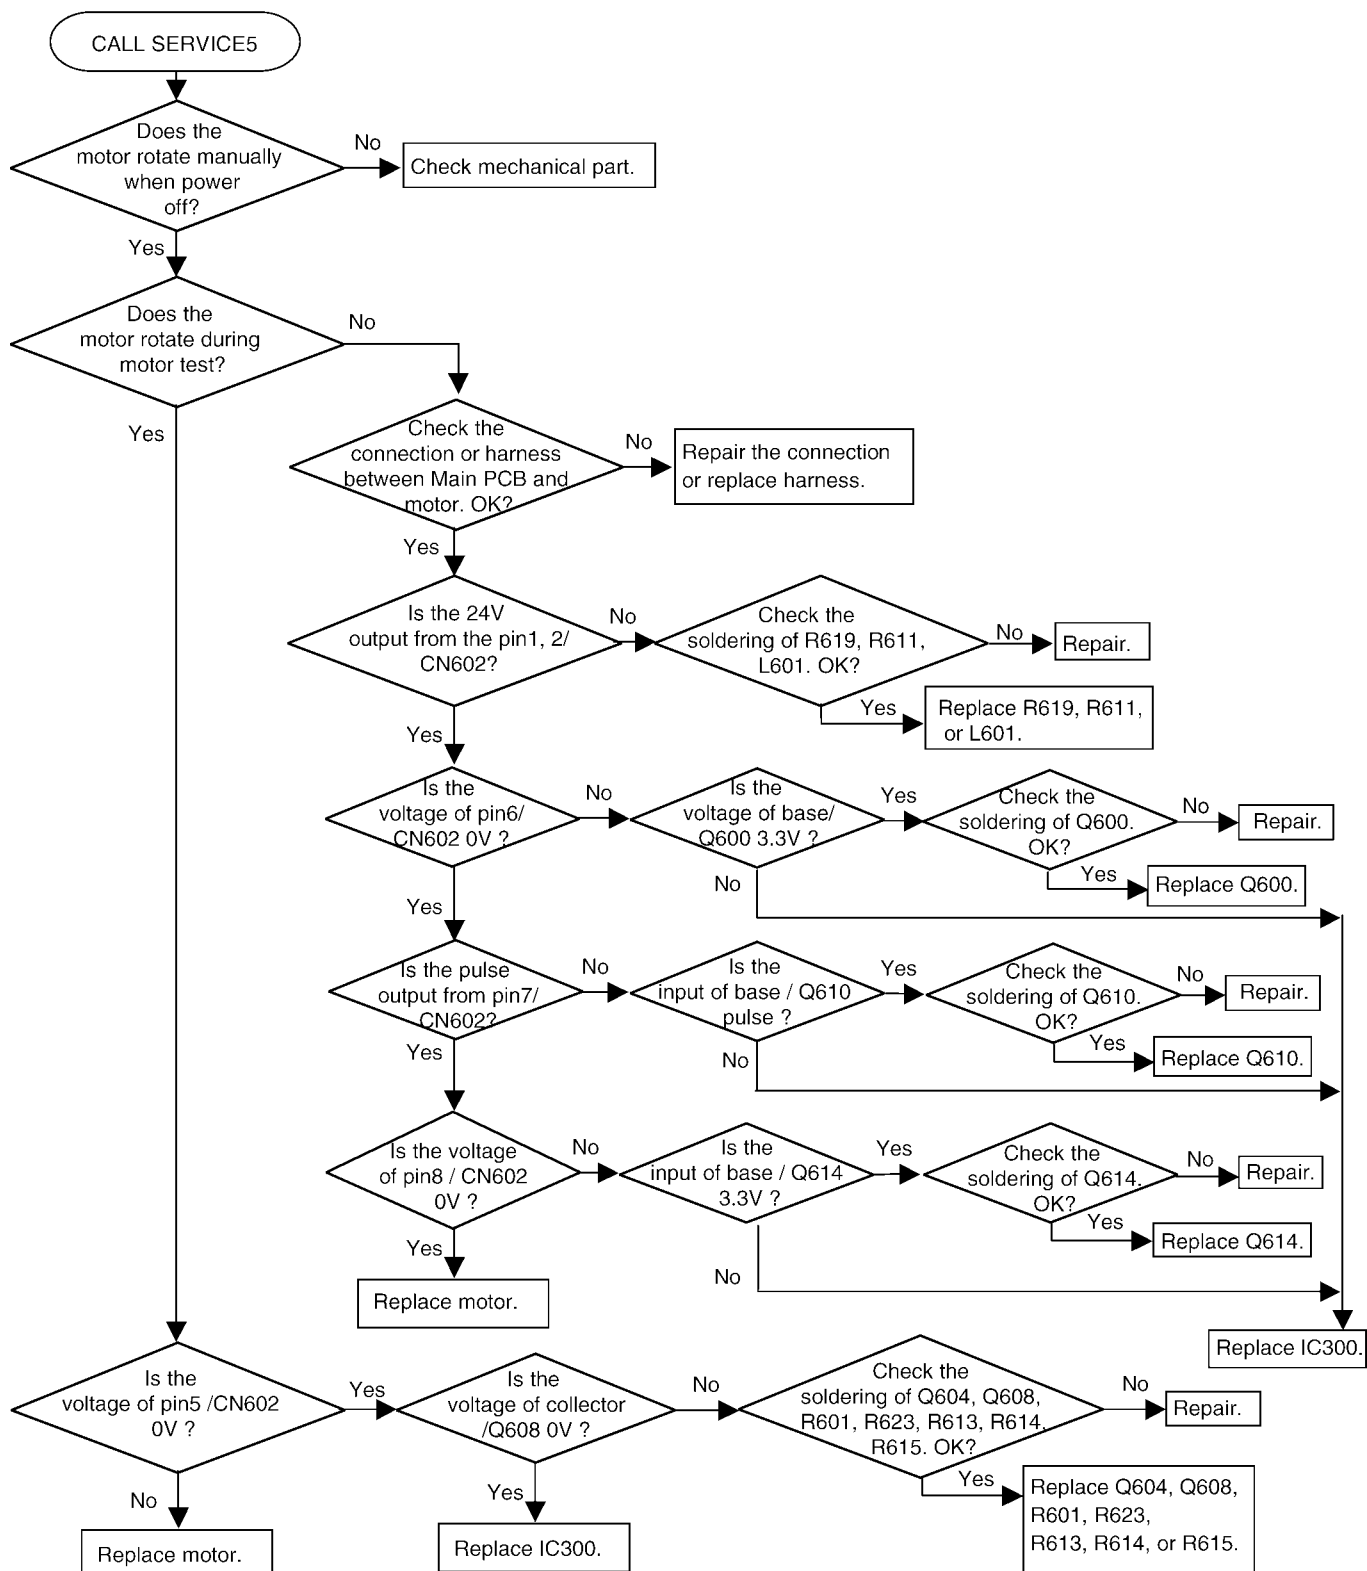 CALL SERVICE5
Does the
motor rotate manually
when power
off?
No
Check mechanical part.
Yes
Does the
motor rotate during
motor test?
No
Yes
Check the
connection or harness
between Main PCB and
motor. OK?
No
Repair the connection
or replace harness.
Yes
Is the 24V
output from the pin1, 2/
CN602?
No
Check the
soldering of R619, R611,
L601. OK?
No
Repair.
Yes
Replace R619, R611,
or L601.
Yes
Is the
voltage of pin6/
CN602 0V ?
No
Is the
voltage of base/
Q600 3.3V ?
Yes
Check the
soldering of Q600.
OK?
No
Repair.
Yes
Replace Q600.
No
Yes
Is the pulse
output from pin7/
CN602?
No
Is the
input of base / Q610
pulse ?
Yes
Check the
soldering of Q610.
OK?
No
Repair.
Yes
Replace Q610.
No
Yes
Is the voltage
of pin8 / CN602
0V ?
No
Is the
input of base / Q614
3.3V ?
Yes
Check the
soldering of Q614.
OK?
No
Repair.
Yes
Replace Q614.
No
Yes
Replace motor.
Replace IC300.
Is the
voltage of pin5 /CN602
0V ?
Yes
Is the
voltage of collector
/Q608 0V ?
No
Check the
soldering of Q604, Q608,
R601, R623, R613, R614,
R615. OK?
No
Repair.
Yes
Replace Q604, Q608,
R601, R623,
R613, R614, or R615.
Yes
Replace IC300.
No
Replace motor.